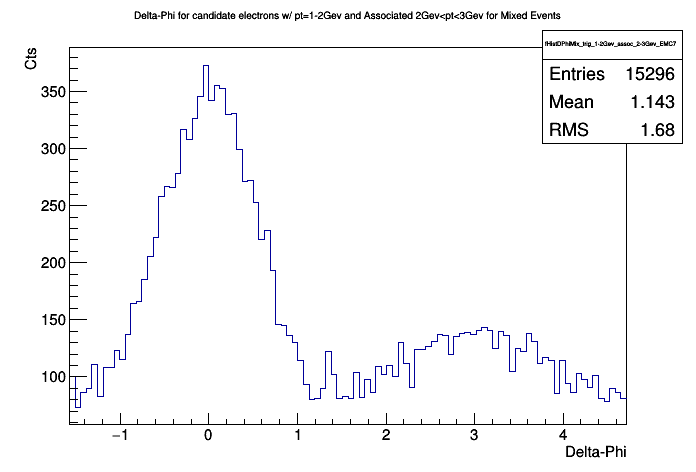 Delta-Phi for candidate electrons w/ pt=1-2Gev and Associated 2Gev<pt<3Gev for Mixed Events
Cts
fHistDPhiMix_trig_1-2Gev_assoc_2-3Gev_EMC7
Entries 15296
Mean 1.143
RMS 1.68
350
300
250
200
150
100
−1 0 1 2 3 4
Delta-Phi